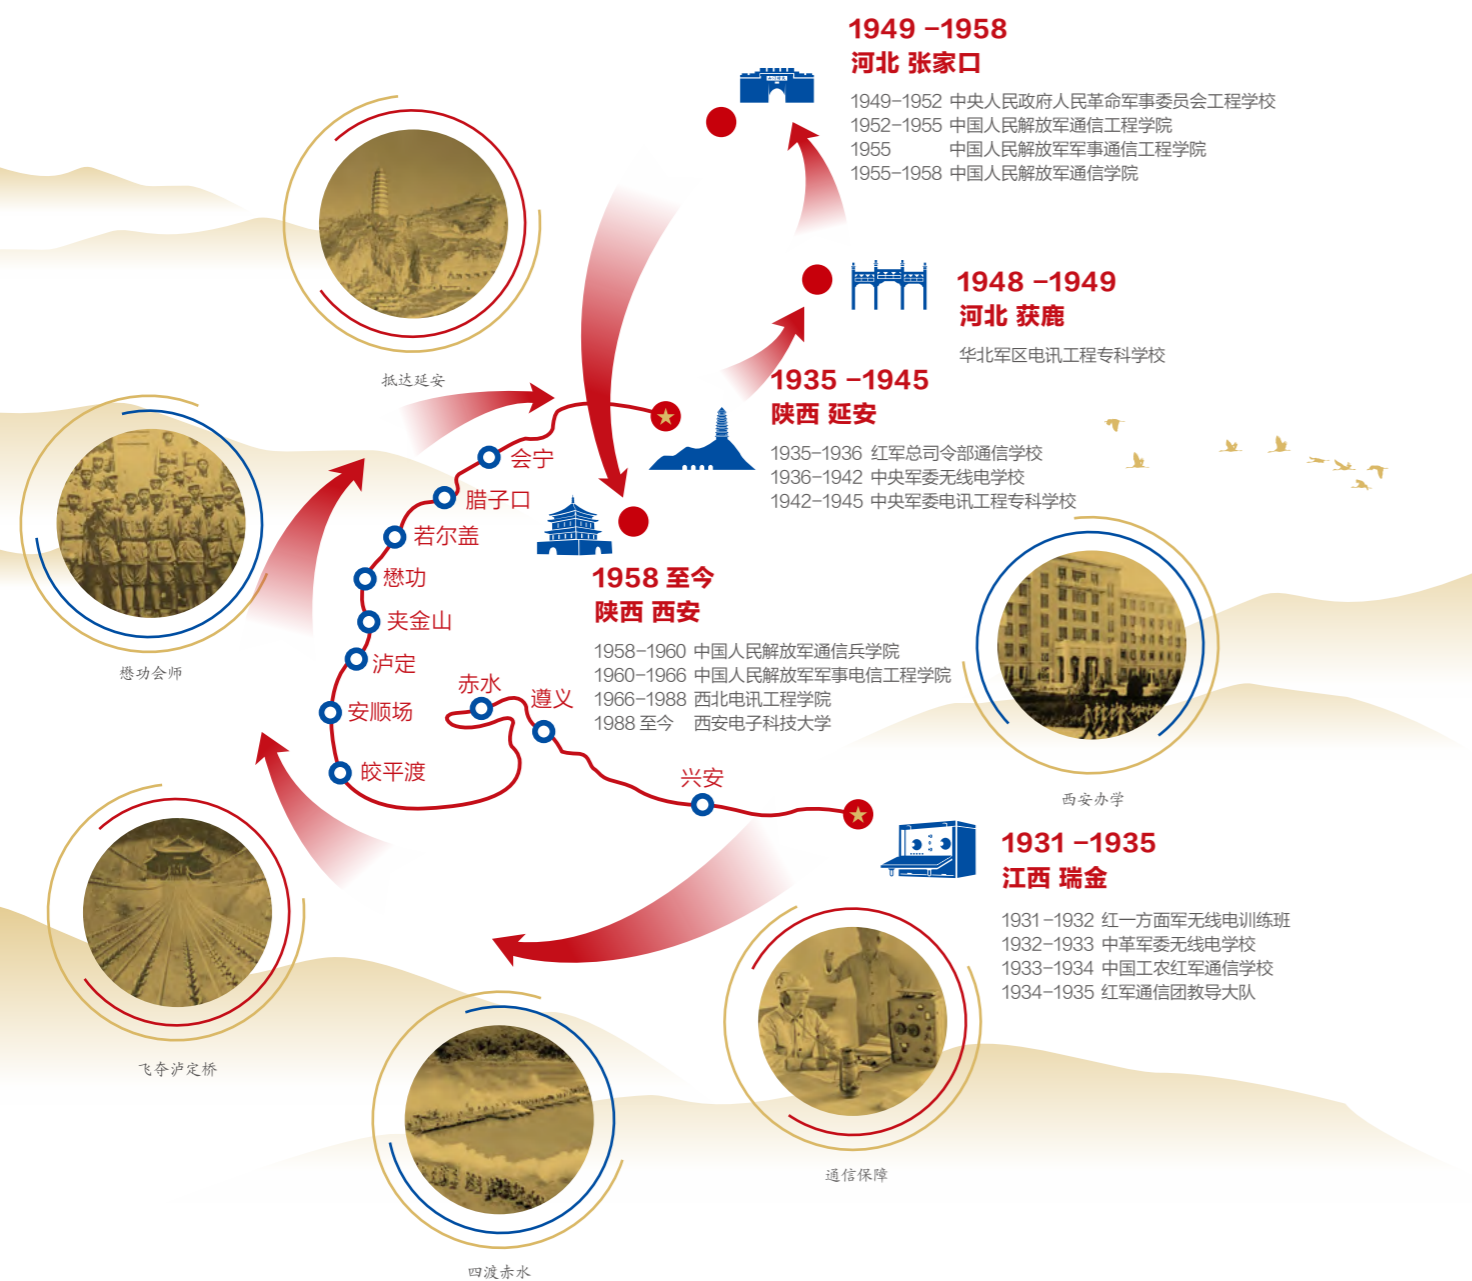 1949 –1958
河北 张家口
1949–1952 中央人民政府人民革命军事委员会工程学校
1952–1955 中国人民解放军通信工程学院
1955 中国人民解放军军事通信工程学院
1955–1958 中国人民解放军通信学院
1948 –1949
河北 获鹿
华北军区电讯工程专科学校
抵达延安
1935 –1945
陕西 延安
1935–1936 红军总司令部通信学校
1936–1942 中央军委无线电学校
1942–1945 中央军委电讯工程专科学校
会宁
腊子口
若尔盖
懋功
夹金山
泸定
安顺场
皎平渡
赤水
遵义
兴安
懋功会师
1958 至今
陕西 西安
1958–1960 中国人民解放军通信兵学院
1960–1966 中国人民解放军军事电信工程学院
1966–1988 西北电讯工程学院
1988 至今 西安电子科技大学
西安办学
1931 –1935
江西 瑞金
1931–1932 红一方面军无线电训练班
1932–1933 中革军委无线电学校
1933–1934 中国工农红军通信学校
1934–1935 红军通信团教导大队
飞夺泸定桥
通信保障
四渡赤水